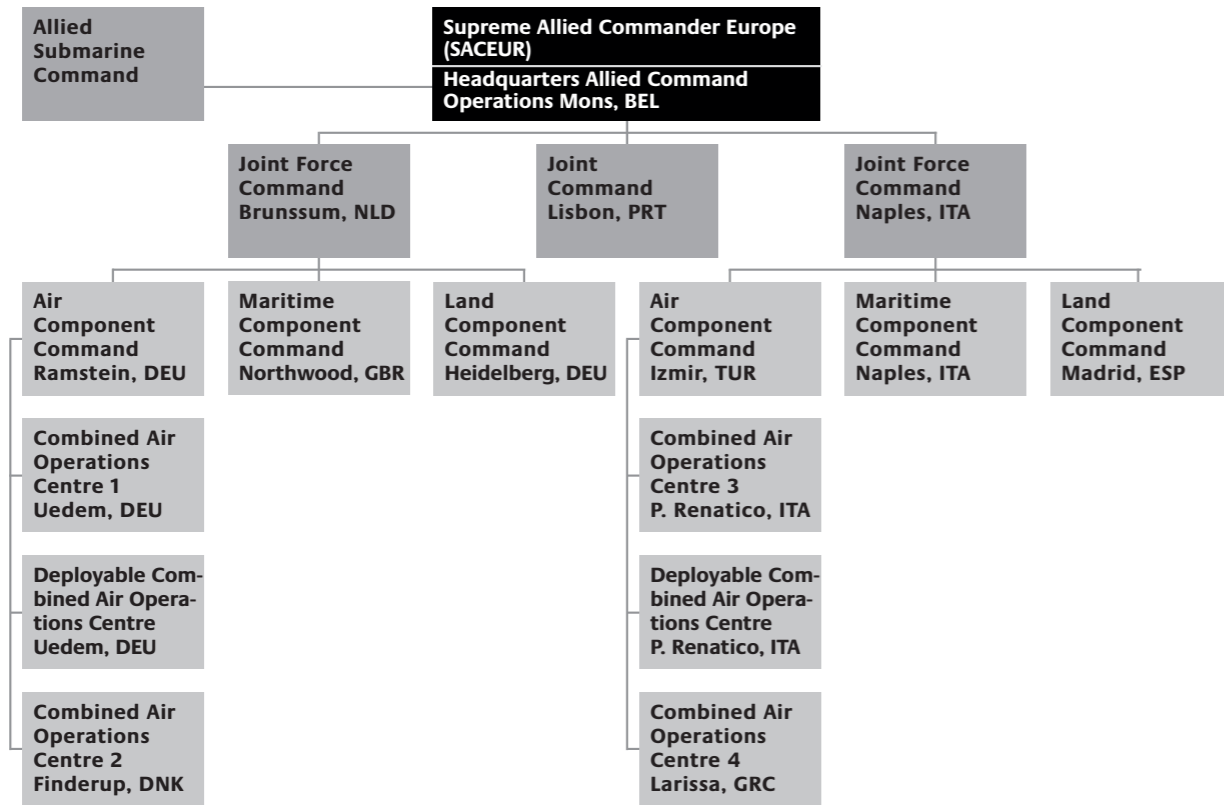 Allied
Submarine
Command
Supreme Allied Commander Europe
(SACEUR)
Headquarters Allied Command
Operations Mons, BEL
Joint Force
Command
Brunssum, NLD
Joint
Command
Lisbon, PRT
Joint Force
Command
Naples, ITA
Air
Component
Command
Ramstein, DEU
Maritime
Component
Command
Northwood, GBR
Land
Component
Command
Heidelberg, DEU
Air
Component
Command
Izmir, TUR
Maritime
Component
Command
Naples, ITA
Land
Component
Command
Madrid, ESP
Combined Air
Operations
Centre 1
Uedem, DEU
Combined Air
Operations
Centre 3
P. Renatico, ITA
Deployable Com-
bined Air Opera-
tions Centre
Uedem, DEU
Deployable Com-
bined Air Opera-
tions Centre
P. Renatico, ITA
Combined Air
Operations
Centre 2
Finderup, DNK
Combined Air
Operations
Centre 4
Larissa, GRC